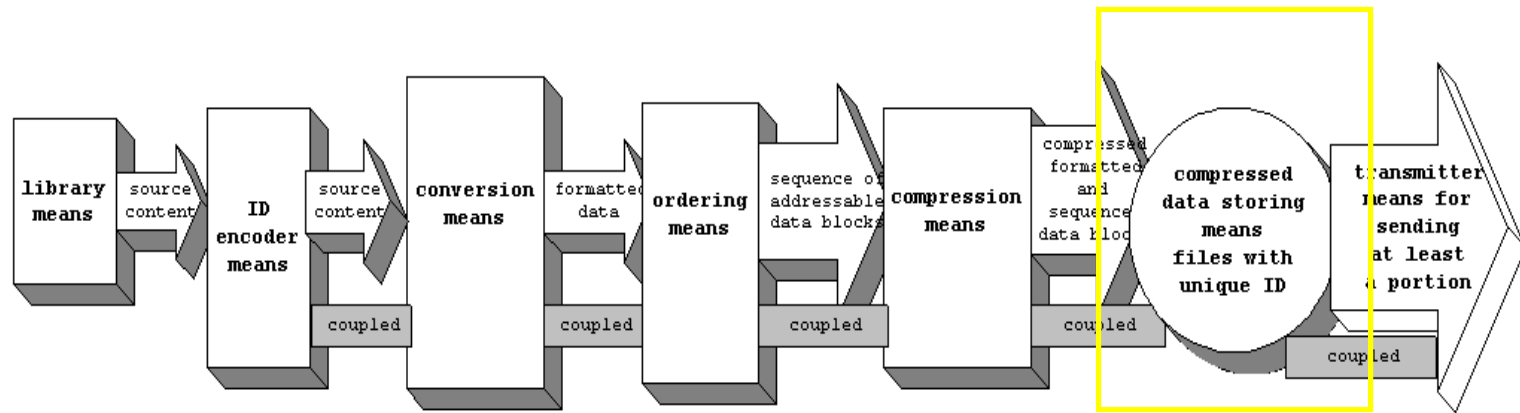 library
means
source
content
ID
encoder
means
source
content
coupled
conversion
means
formatted
data
coupled
ordering
means
sequence of
addressable
data blocks
coupled
compression
means
compressed
formatted
and
sequence
data block
coupled
compressed
data storing
means
files with
unique ID
transmitter
means for
sending
at least
a portion
coupled